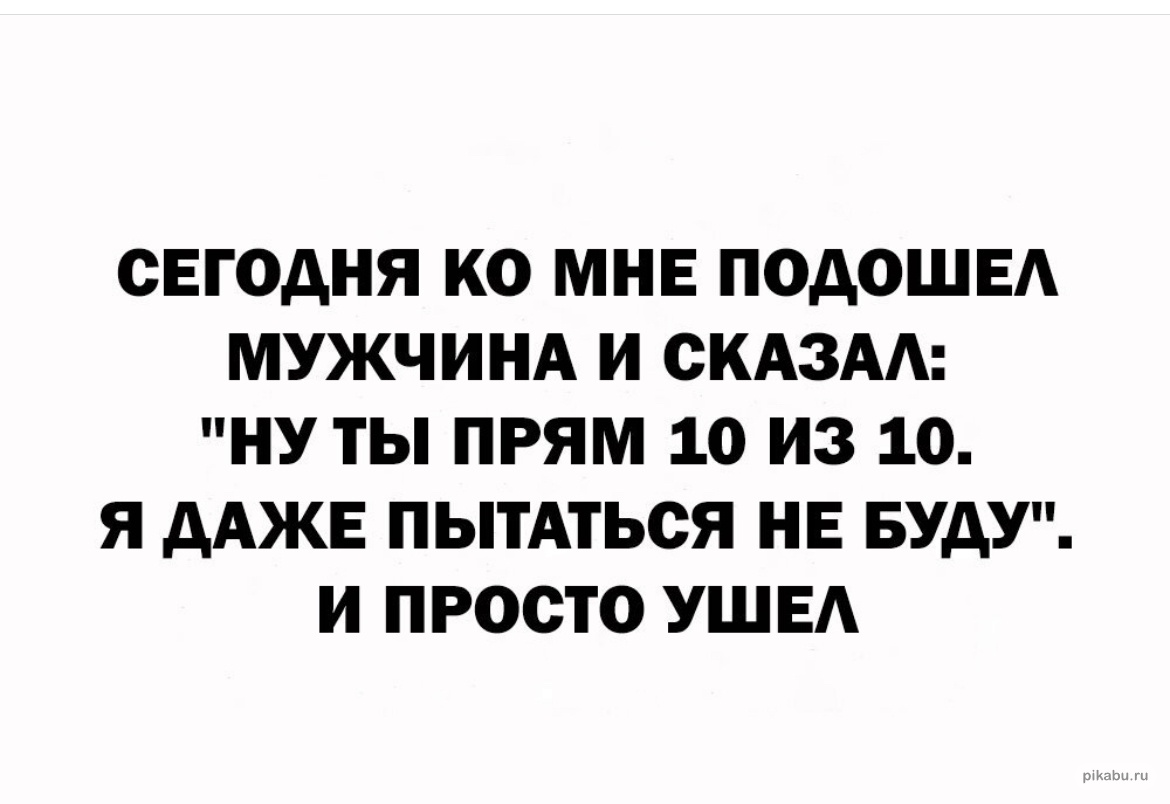 СЕГОДНЯ КО МНЕ ПОДОШЕЛ
МУЖЧИНА И СКАЗАЛ:
"НУ ТЫ ПРЯМ 10 ИЗ 10.
Я ДАЖЕ ПЫТАТЬСЯ НЕ БУДУ".
И ПРОСТО УШЕЛ
pikabu.ru